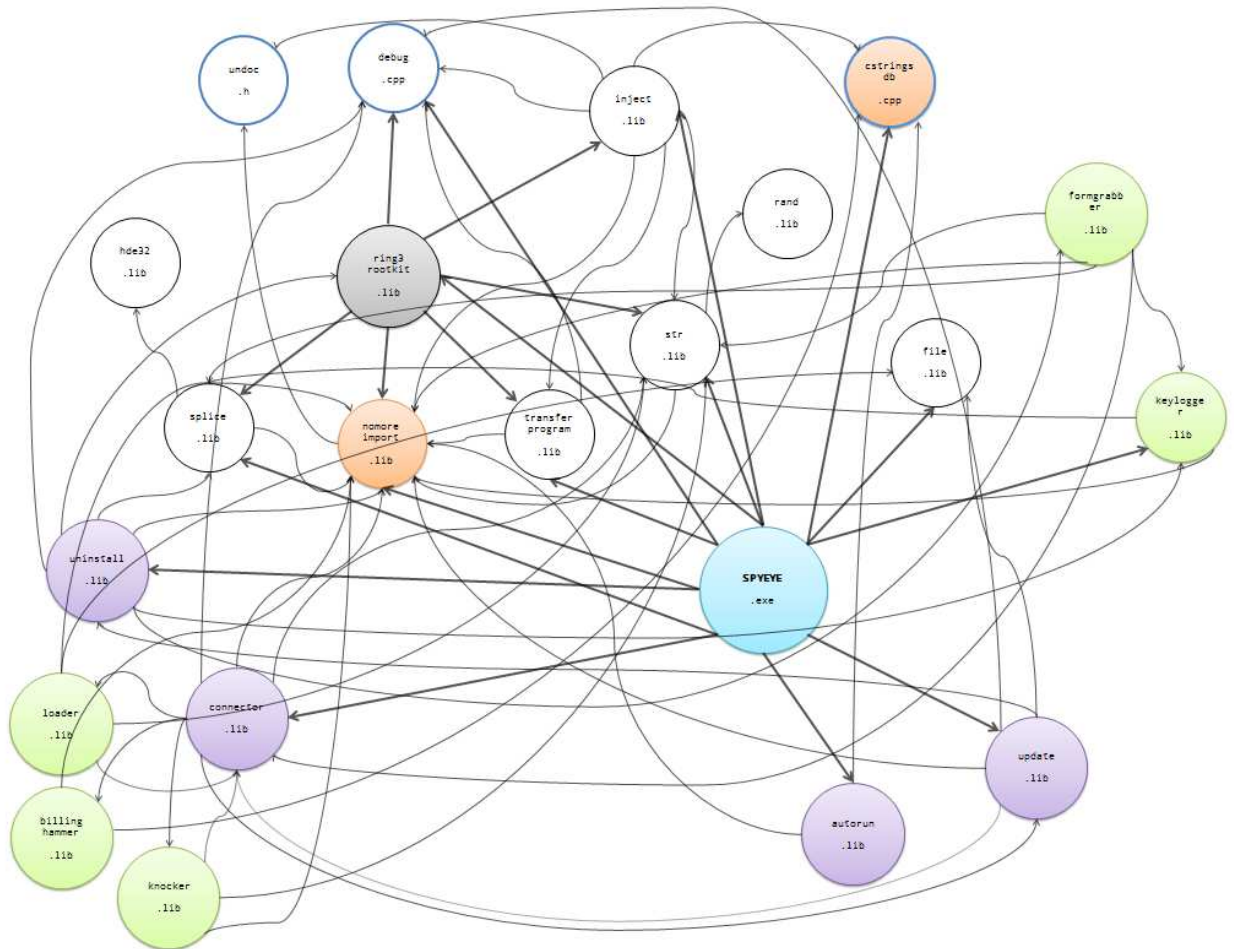 undoc
.h
debug
.cpp
inject
.lib
cstrings
db
.cpp
rand
.lib
formgrabb
er
.lib
hde32
.lib
ring3
rootkit
.lib
str
.lib
file
.lib
splice
.lib
nomore
import
.lib
transfer
program
.lib
keylogge
r
.lib
uninstall
.lib
SPYEYE
.exe
loader
.lib
connector
.lib
update
.lib
billing
hammer
.lib
autorun
.lib
knocker
.lib